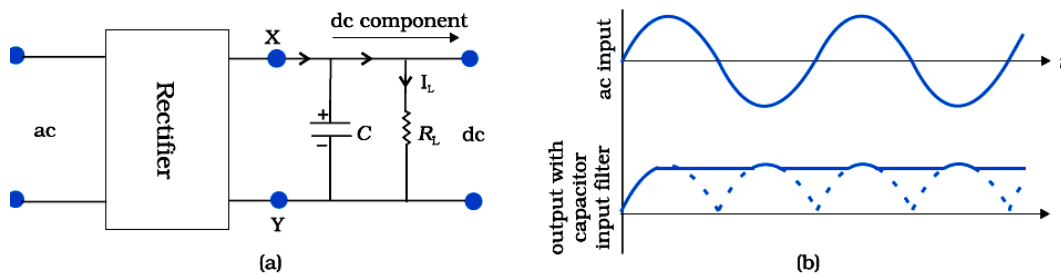 X
dc component
Rectifier
ac
+
–
C
I_L
R_L
dc
Y
(a)
ac input
t
output with
capacitor
input filter
(b)